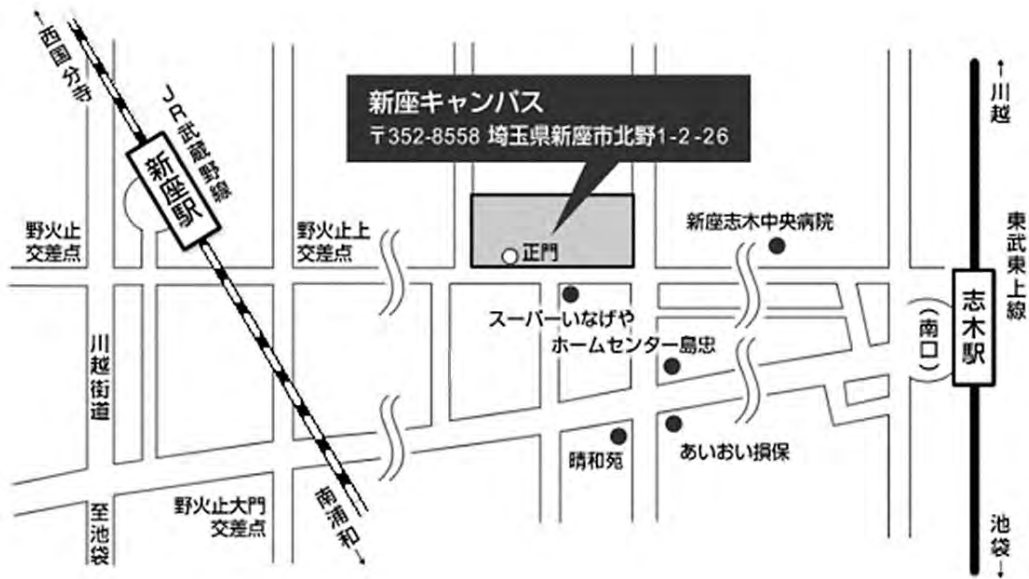 ←西国分寺
JR武蔵野線
新座駅
新座キャンパス
〒352-8558 埼玉県新座市北野1-2-26
←川越
野火止
交差点
野火止上
交差点
正門
新座志木中央病院
東武東上線
志木駅
(南口)
スーパーいなげや
ホームセンター島忠
川越街道
晴和苑
あいおい損保
野火止大門
交差点
至池袋
南浦和→
池袋→